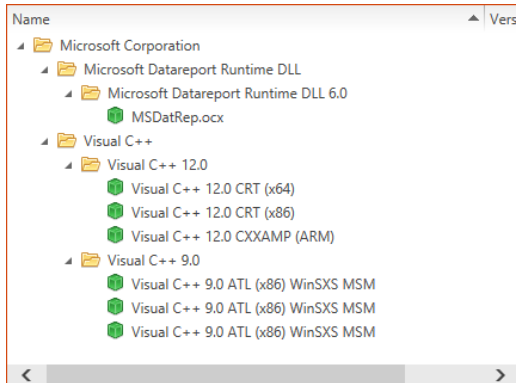 Name Vers
Microsoft Corporation
Microsoft Datareport Runtime DLL
Microsoft Datareport Runtime DLL 6.0
MSDatRep.ocx
Visual C++
Visual C++ 12.0
Visual C++ 12.0 CRT (x64)
Visual C++ 12.0 CRT (x86)
Visual C++ 12.0 CXXAMP (ARM)
Visual C++ 9.0
Visual C++ 9.0 ATL (x86) WinSXS MSM
Visual C++ 9.0 ATL (x86) WinSXS MSM
Visual C++ 9.0 ATL (x86) WinSXS MSM